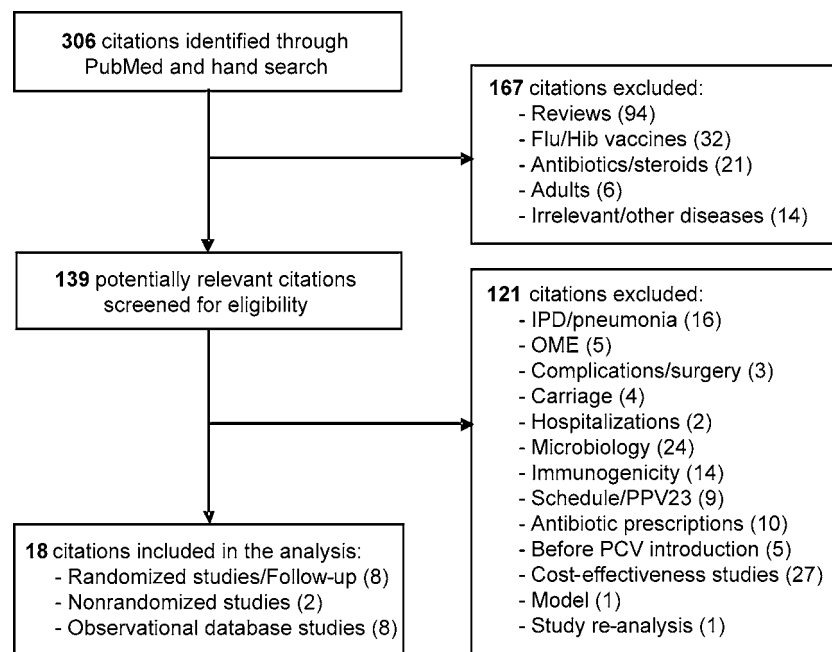 306 citations identified through
PubMed and hand search
167 citations excluded:
- Reviews (94)
- Flu/Hib vaccines (32)
- Antibiotics/steroids (21)
- Adults (6)
- Irrelevant/other diseases (14)
139 potentially relevant citations
screened for eligibility
121 citations excluded:
- IPD/pneumonia (16)
- OME (5)
- Complications/surgery (3)
- Carriage (4)
- Hospitalizations (2)
- Microbiology (24)
- Immunogenicity (14)
- Schedule/PPV23 (9)
- Antibiotic prescriptions (10)
- Before PCV introduction (5)
- Cost-effectiveness studies (27)
- Model (1)
- Study re-analysis (1)
18 citations included in the analysis:
- Randomized studies/Follow-up (8)
- Nonrandomized studies (2)
- Observational database studies (8)